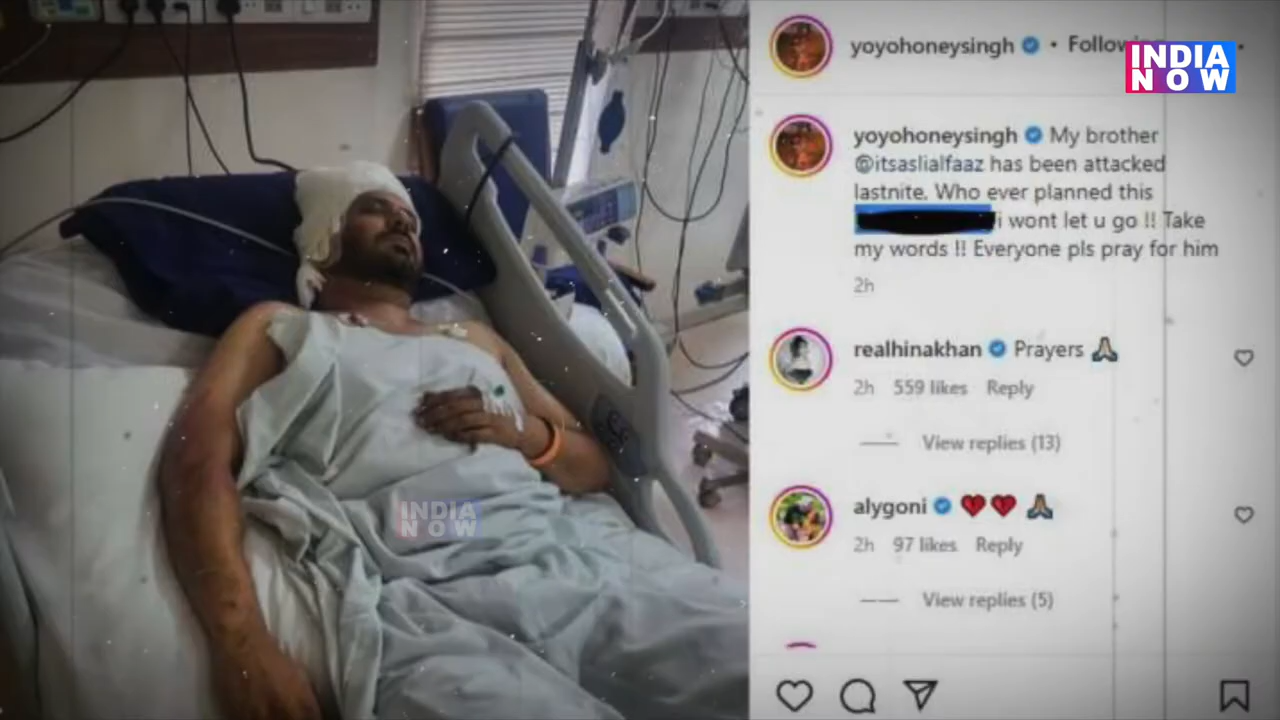 INDIA
NOW
yoyohoneysingh • Following
INDIA
NOW
yoyohoneysingh My brother
@itsaslialfaaz has been attacked
lastnite, Who ever planned this
i wont let u go !! Take
my words !! Everyone pls pray for him
2h
realhinakhan Prayers 🙏
2h 559 likes Reply
View replies (13)
alygoni 💔💔 🙏
2h 97 likes Reply
View replies (5)